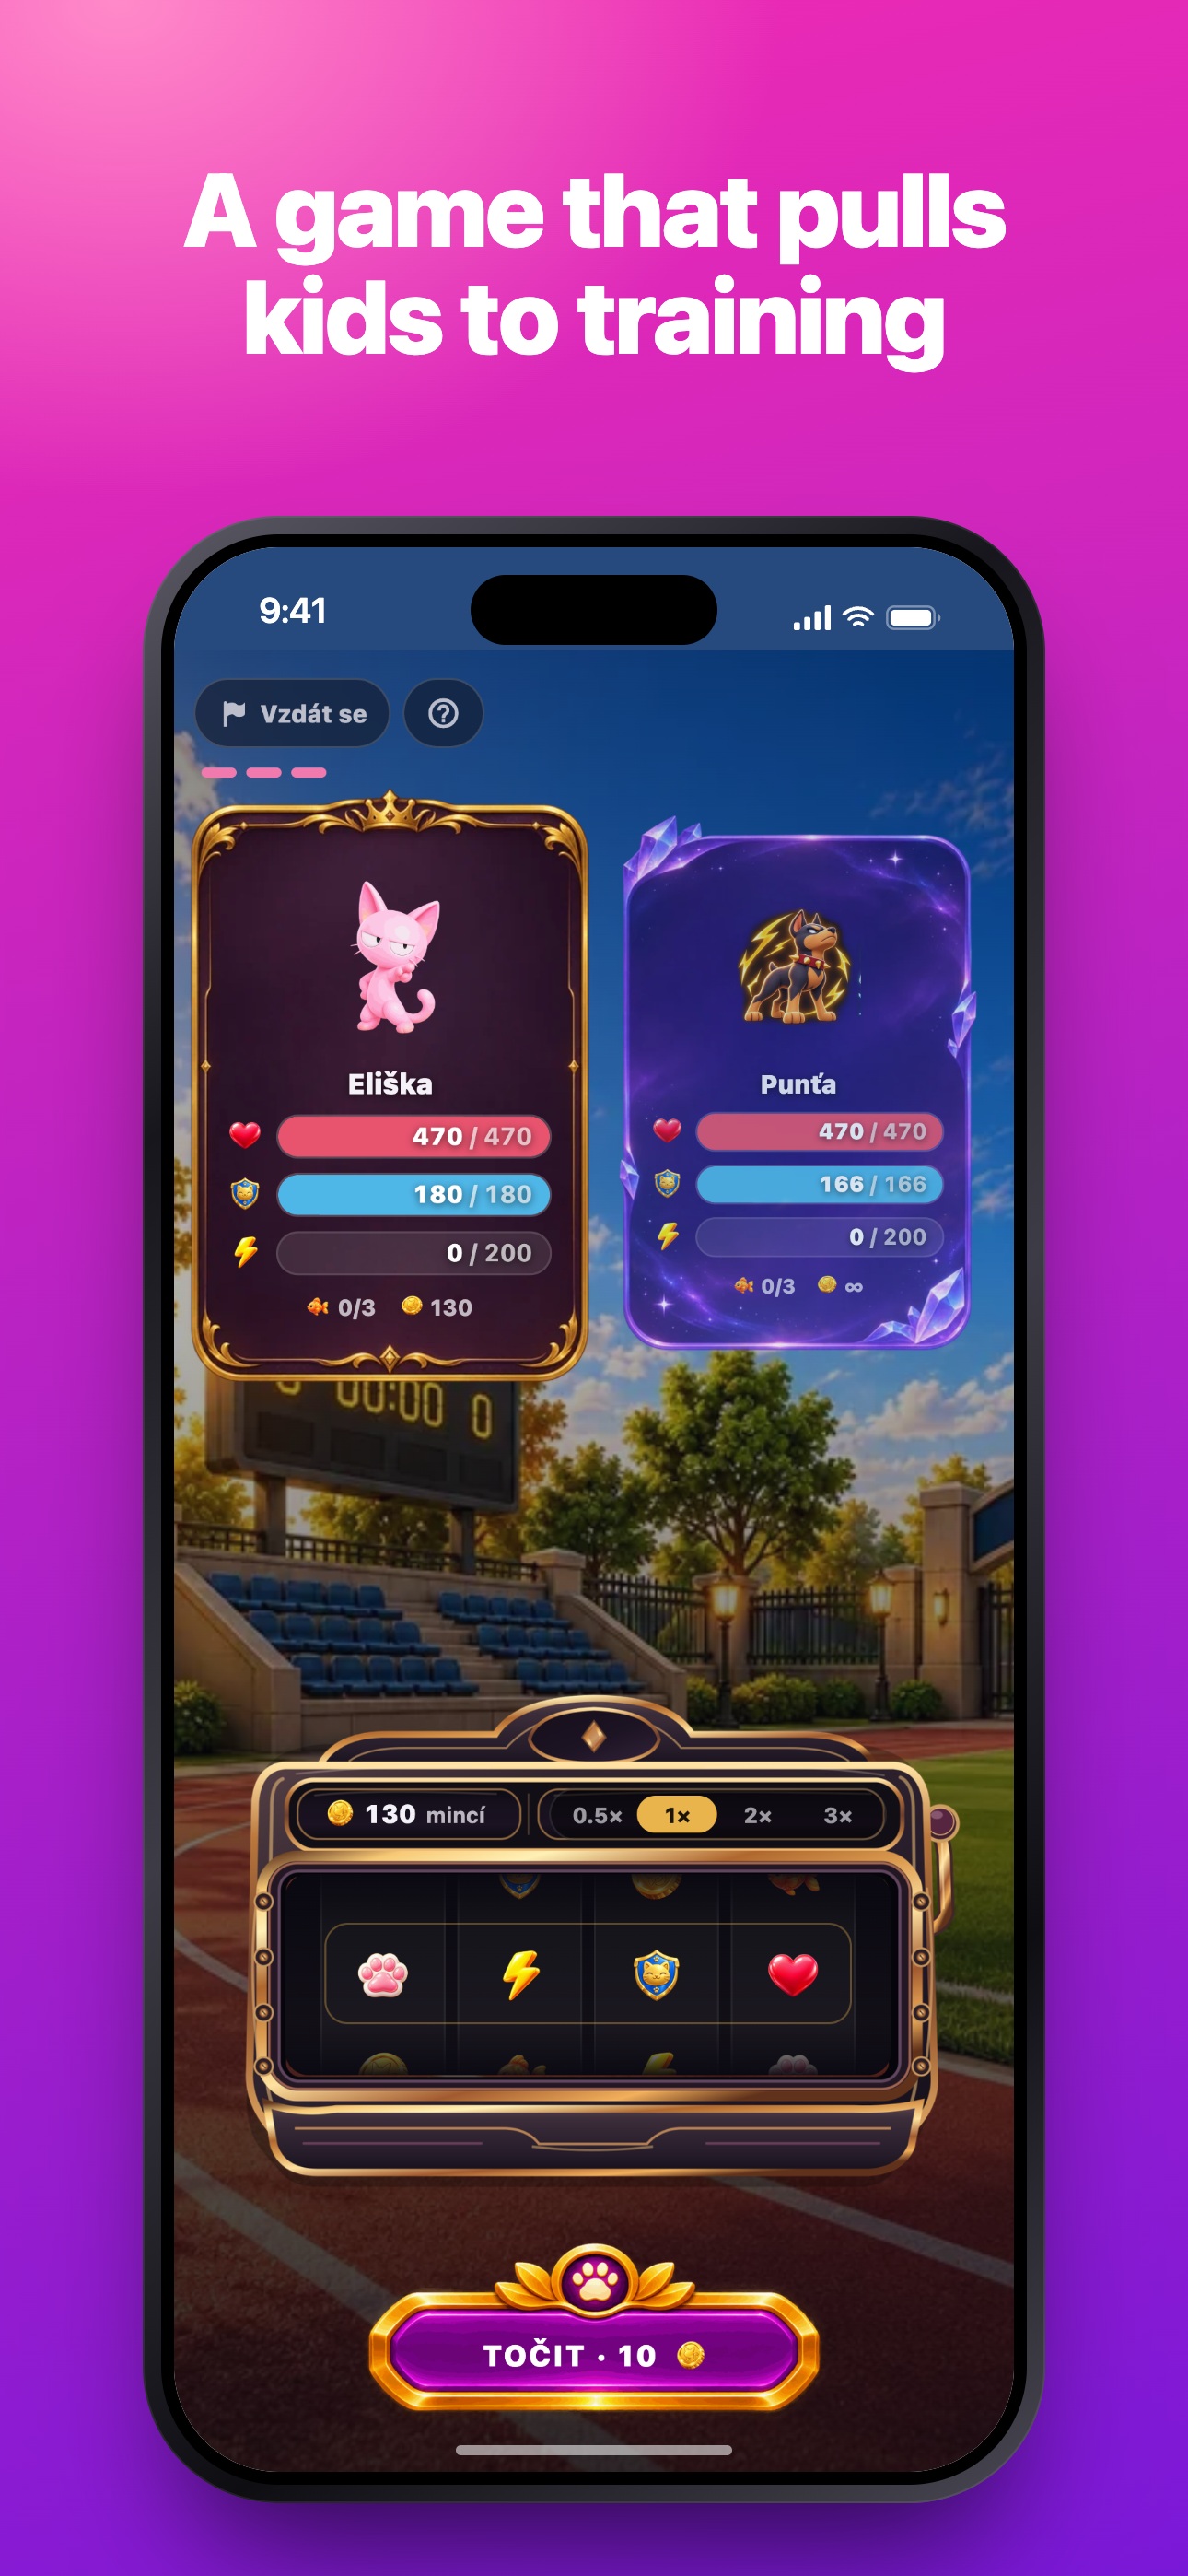 A game that pulls
kids to training
9:41
Vzdát se
Eliška
470 / 470
180 / 180
0 / 200
0/3 130
Punťa
470 / 470
166 / 166
0 / 200
0/3 ∞
00:00 0
130 mincí 0.5× 1× 2× 3×
TOČIT · 10